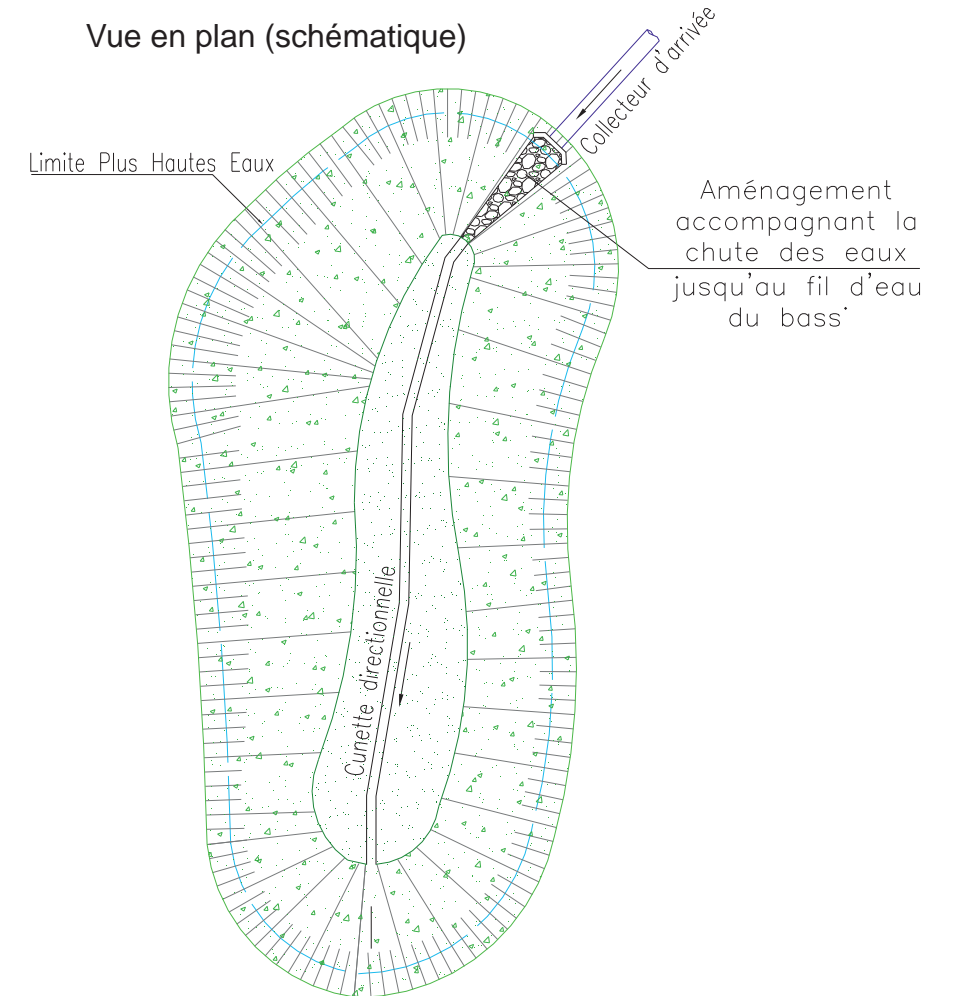 Vue en plan (schématique)
Collecteur d'arrivée
Limite Plus Hautes Eaux
Aménagement
accompagnant la
chute des eaux
jusqu'au fil d'eau
du bass
Cunette directionnelle